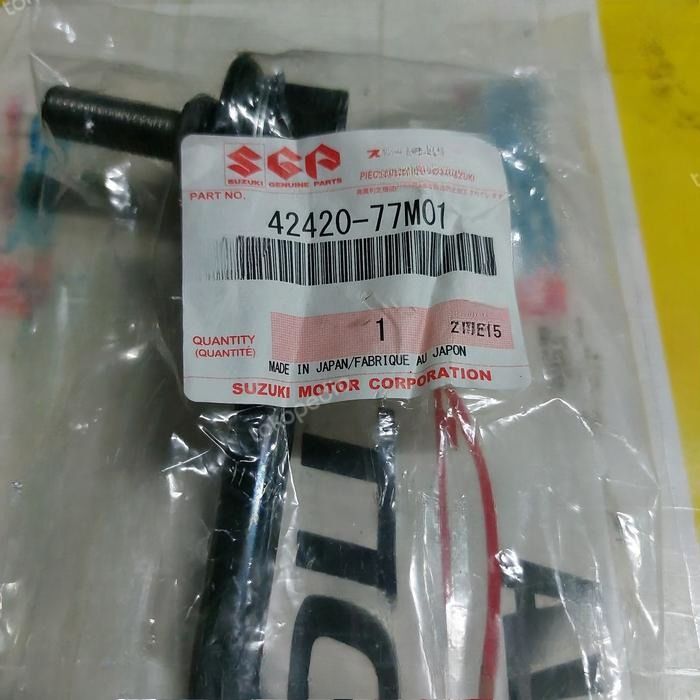 SGP
SUZUKI GENUINE PARTS
PART NO.
42420-77M01
QUANTITY
(QUANTITÉ)
1
MADE IN JAPAN/FABRIQUE AU JAPON
SUZUKI MOTOR CORPORATION